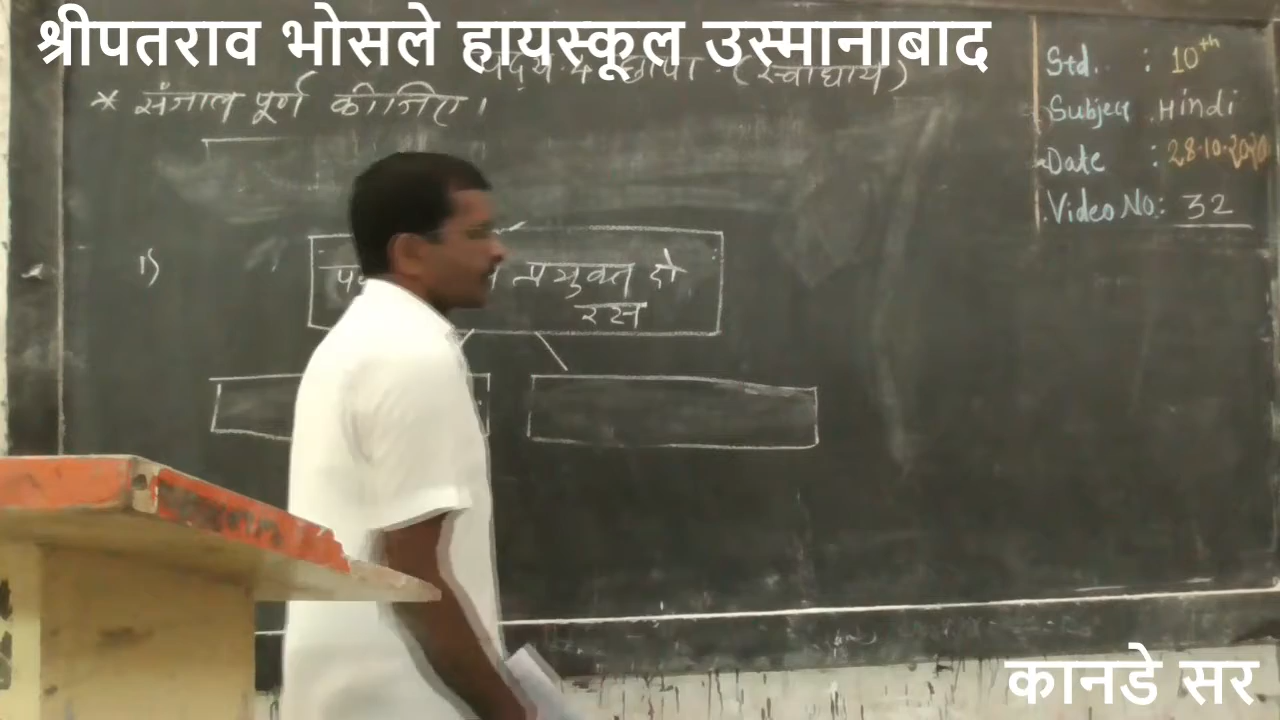 श्रीपतराव भोसले हायस्कूल उस्मानाबाद
छापा (स्वाध्याय)
* संजाल पूर्ण कीजिए।
Std. : 10th
Subject : Hindi
Date : 28.10.2020
Video No.: 32
1)
प्रयुक्त दो
रस
कानडे सर